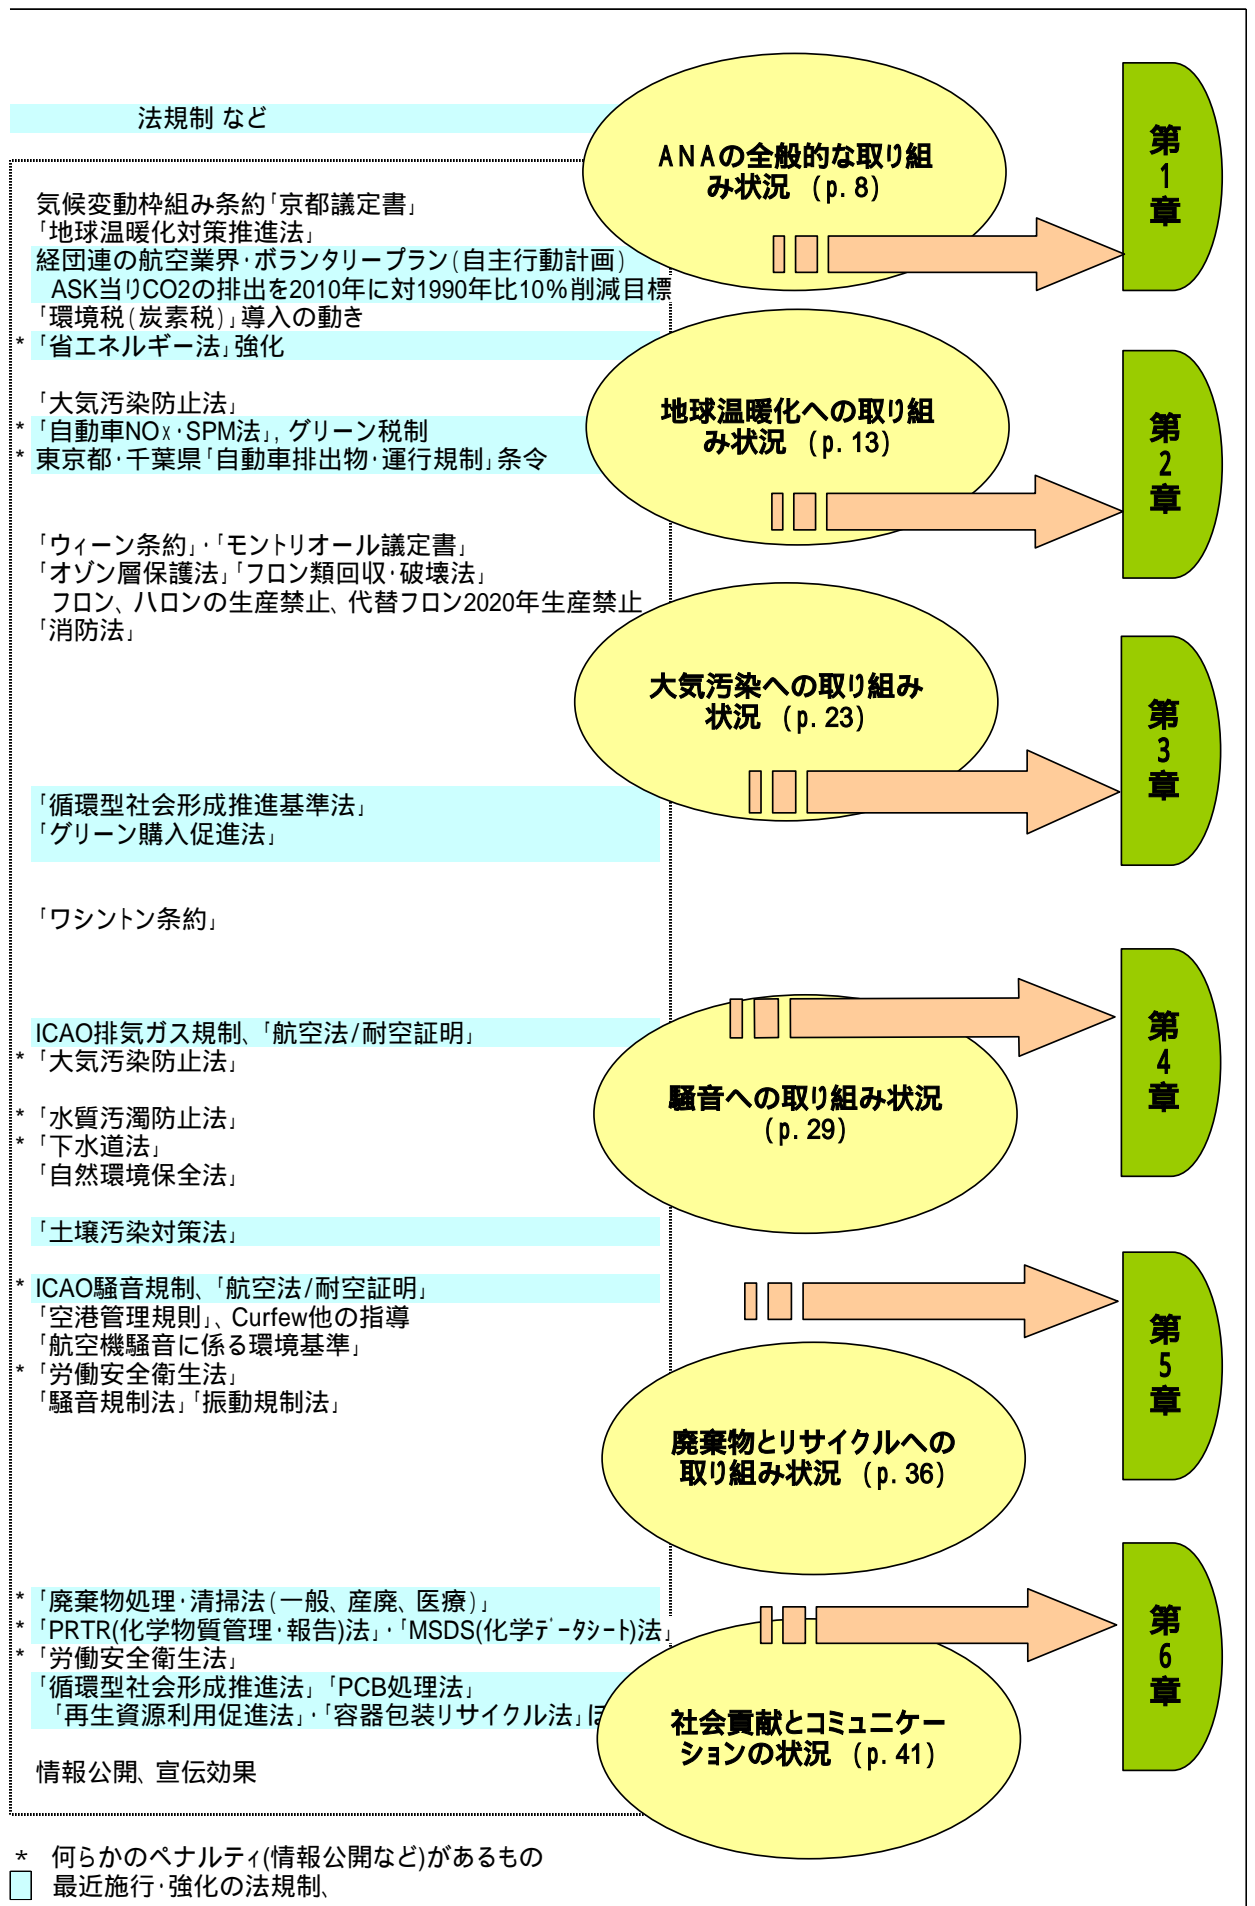 法規制 など
気候変動枠組み条約「京都議定書」
「地球温暖化対策推進法」
経団連の航空業界・ボランタリープラン(自主行動計画)
ASK当りCO2の排出を2010年に対1990年比10%削減目標
「環境税(炭素税)」導入の動き
*「省エネルギー法」強化
「大気汚染防止法」
*「自動車NOx・SPM法」, グリーン税制
* 東京都・千葉県「自動車排出物・運行規制」条令
「ウィーン条約」・「モントリオール議定書」
「オゾン層保護法」「フロン類回収・破壊法」
フロン、ハロンの生産禁止、代替フロン2020年生産禁止
「消防法」
「循環型社会形成推進基準法」
「グリーン購入促進法」
「ワシントン条約」
ICAO排気ガス規制、「航空法/耐空証明」
*「大気汚染防止法」
*「水質汚濁防止法」
*「下水道法」
「自然環境保全法」
「土壌汚染対策法」
* ICAO騒音規制、「航空法/耐空証明」
「空港管理規則」、Curfew他の指導
「航空機騒音に係る環境基準」
*「労働安全衛生法」
「騒音規制法」「振動規制法」
*「廃棄物処理・清掃法(一般、産廃、医療)」
*「PRTR(化学物質管理・報告)法」・「MSDS(化学ﾃﾞｰﾀｼｰﾄ)法」
*「労働安全衛生法」
「循環型社会形成推進法」「PCB処理法」
「再生資源利用促進法」・「容器包装リサイクル法」ほ
情報公開、宣伝効果
* 何らかのペナルティ(情報公開など)があるもの
最近施行・強化の法規制、
ANAの全般的な取り組
み状況 (p. 8)
地球温暖化への取り組
み状況 (p. 13)
大気汚染への取り組み
状況 (p. 23)
騒音への取り組み状況
(p. 29)
廃棄物とリサイクルへの
取り組み状況 (p. 36)
社会貢献とコミュニケー
ションの状況 (p. 41)
第1章
第2章
第3章
第4章
第5章
第6章